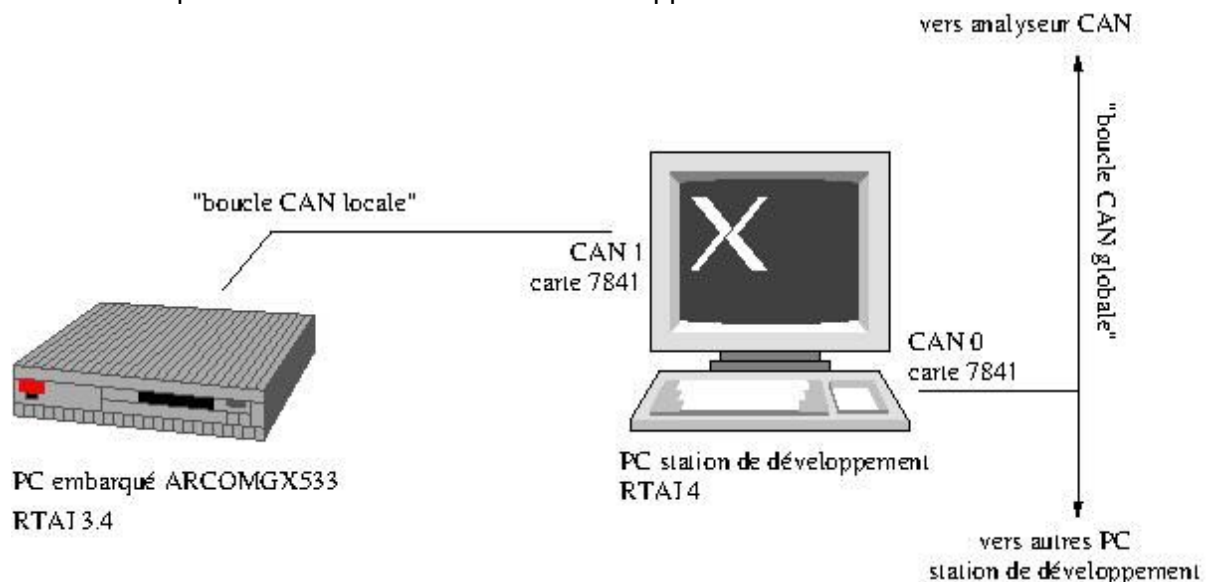 vers analyseur CAN
"boucle CAN globale"
"boucle CAN locale"
CAN 1
carte 7841
X
CAN 0
carte 7841
PC embarqué ARCOMGX533
RTAI 3.4
PC station de développement
RTAI 4
vers autres PC
station de développement